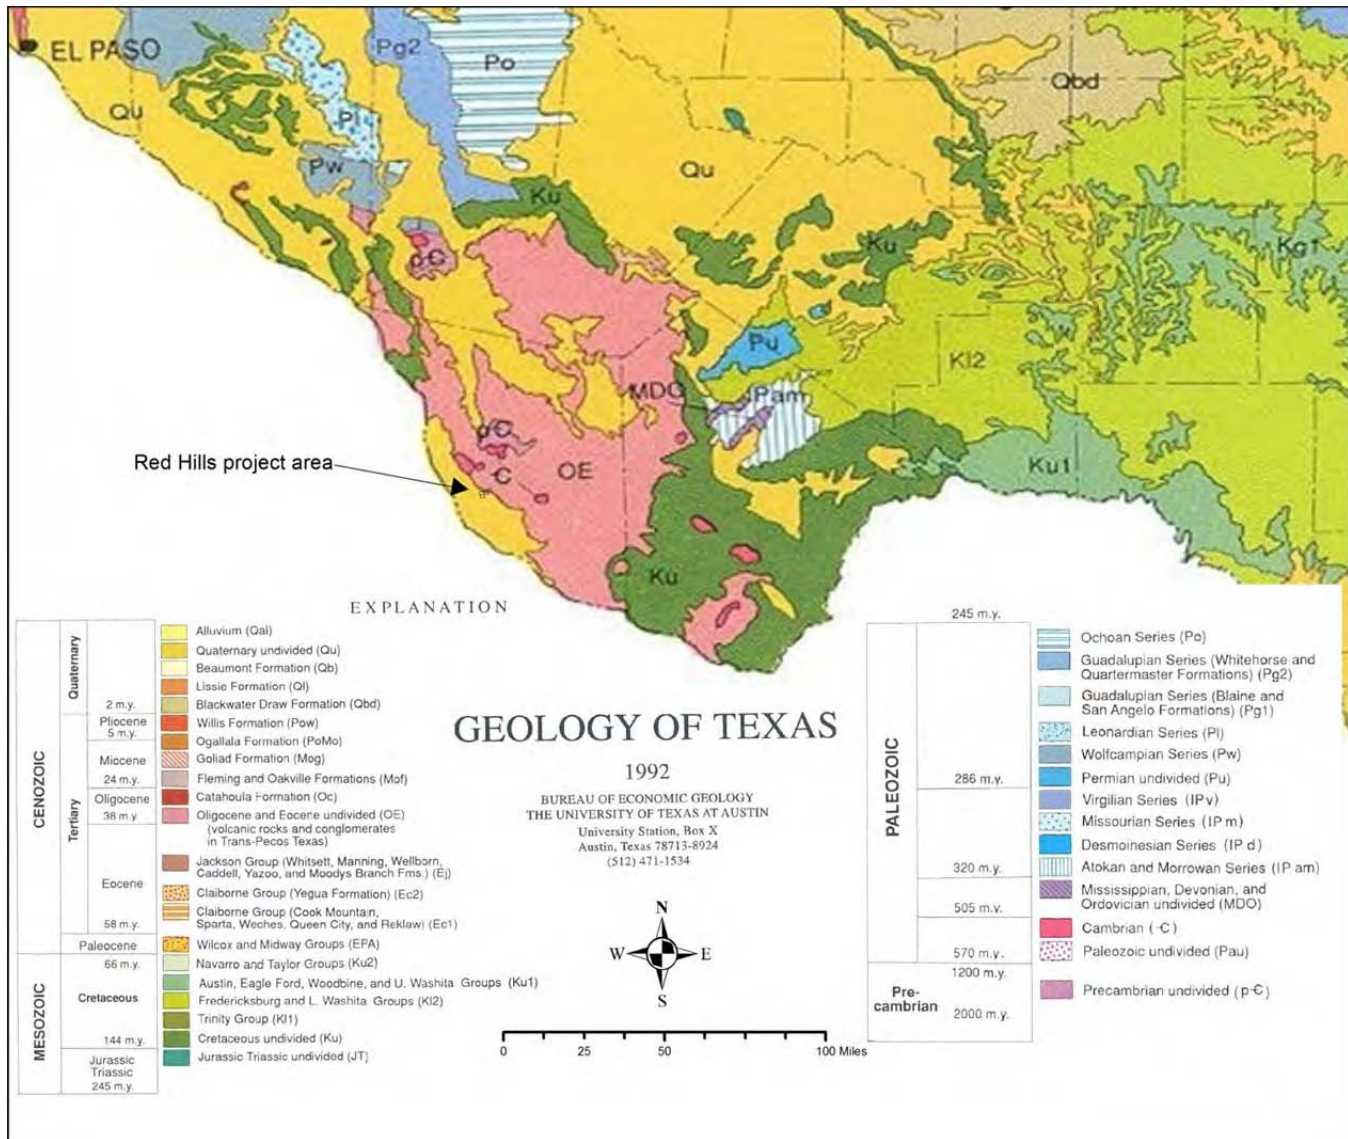 EL PASO
Pg2
Po
Qbd
Qu
Pl
Pw
Qu
Ku
Ku
Kg1
p-C
Pu
Kl2
MDO
IPam
p-C
Red Hills project area
C
OE
Ku1
Ku
EXPLANATION
CENOZOIC
Quaternary
2 m.y.
Tertiary
Pliocene
5 m.y.
Miocene
24 m.y.
Oligocene
38 m.y.
Eocene
58 m.y.
Paleocene
MESOZOIC
66 m.y.
Cretaceous
144 m.y.
Jurassic
Triassic
245 m.y.
Alluvium (Qal)
Quaternary undivided (Qu)
Beaumont Formation (Qb)
Lissie Formation (Ql)
Blackwater Draw Formation (Qbd)
Willis Formation (Pow)
Ogallala Formation (PoMo)
Goliad Formation (Mog)
Fleming and Oakville Formations (Mof)
Catahoula Formation (Oc)
Oligocene and Eocene undivided (OE)
(volcanic rocks and conglomerates
in Trans-Pecos Texas)
Jackson Group (Whitsett, Manning, Wellborn,
Caddell, Yazoo, and Moodys Branch Fms.) (Ej)
Claiborne Group (Yegua Formation) (Ec2)
Claiborne Group (Cook Mountain,
Sparta, Weches, Queen City, and Reklaw) (Ec1)
Wilcox and Midway Groups (EPA)
Navarro and Taylor Groups (Ku2)
Austin, Eagle Ford, Woodbine, and U. Washita Groups (Ku1)
Fredericksburg and L. Washita Groups (Kl2)
Trinity Group (Kl1)
Cretaceous undivided (Ku)
Jurassic Triassic undivided (JT)
GEOLOGY OF TEXAS
1992
BUREAU OF ECONOMIC GEOLOGY
THE UNIVERSITY OF TEXAS AT AUSTIN
University Station, Box X
Austin, Texas 78713-8924
(512) 471-1534
N
W E
S
0 25 50 100 Miles
245 m.y.
PALEOZOIC
286 m.y.
320 m.y.
505 m.y.
570 m.y.
Pre-
cambrian
1200 m.y.
2000 m.y.
Ochoan Series (Po)
Guadalupian Series (Whitehorse and
Quartermaster Formations) (Pg2)
Guadalupian Series (Blaine and
San Angelo Formations) (Pg1)
Leonardian Series (Pl)
Wolfcampian Series (Pw)
Permian undivided (Pu)
Virgilian Series (IPv)
Missourian Series (IPm)
Desmoinesian Series (IPd)
Atokan and Morrowan Series (IPam)
Mississippian, Devonian, and
Ordovician undivided (MDO)
Cambrian (-C)
Paleozoic undivided (Pau)
Precambrian undivided (p-C)